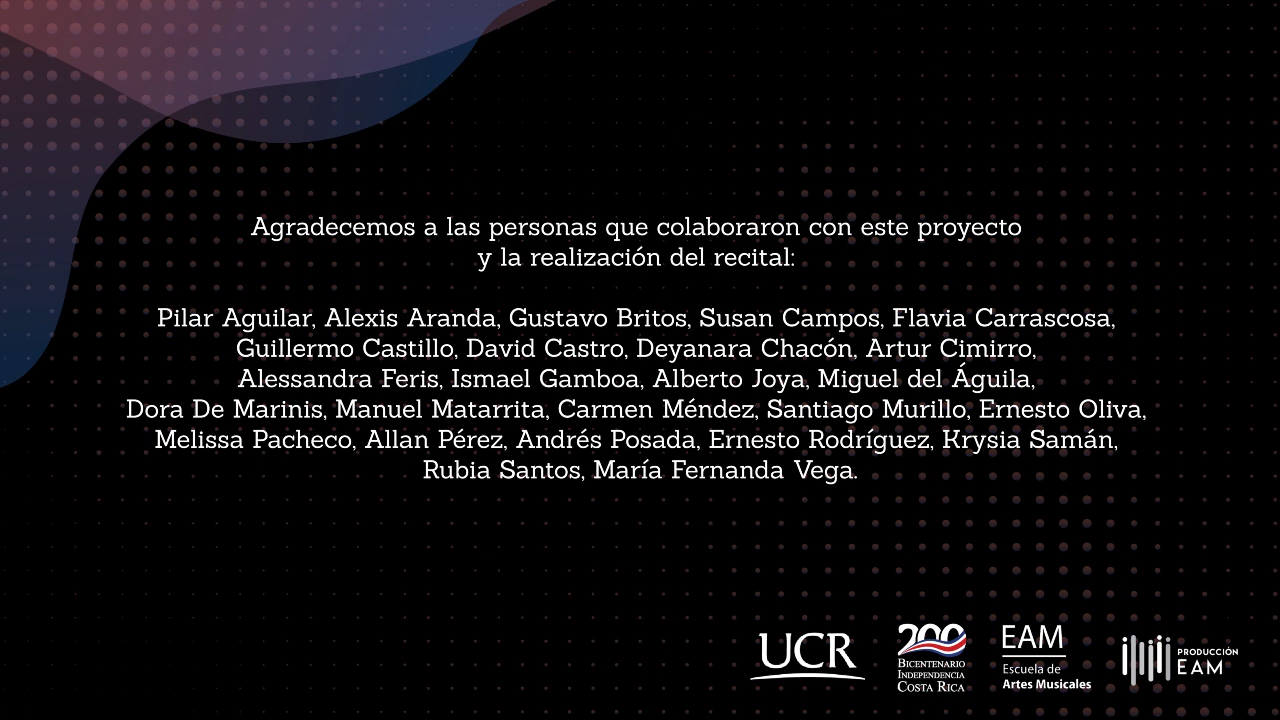 Agradecemos a las personas que colaboraron con este proyecto
y la realización del recital:
Pilar Aguilar, Alexis Aranda, Gustavo Britos, Susan Campos, Flavia Carrascosa,
Guillermo Castillo, David Castro, Deyanara Chacón, Artur Cimirro,
Alessandra Feris, Ismael Gamboa, Alberto Joya, Miguel del Águila,
Dora De Marinis, Manuel Matarrita, Carmen Méndez, Santiago Murillo, Ernesto Oliva,
Melissa Pacheco, Allan Pérez, Andrés Posada, Ernesto Rodríguez, Krysia Samán,
Rubia Santos, María Fernanda Vega.
UCR
200
BICENTENARIO
INDEPENDENCIA
COSTA RICA
EAM
Escuela de
Artes Musicales
PRODUCCIÓN
EAM